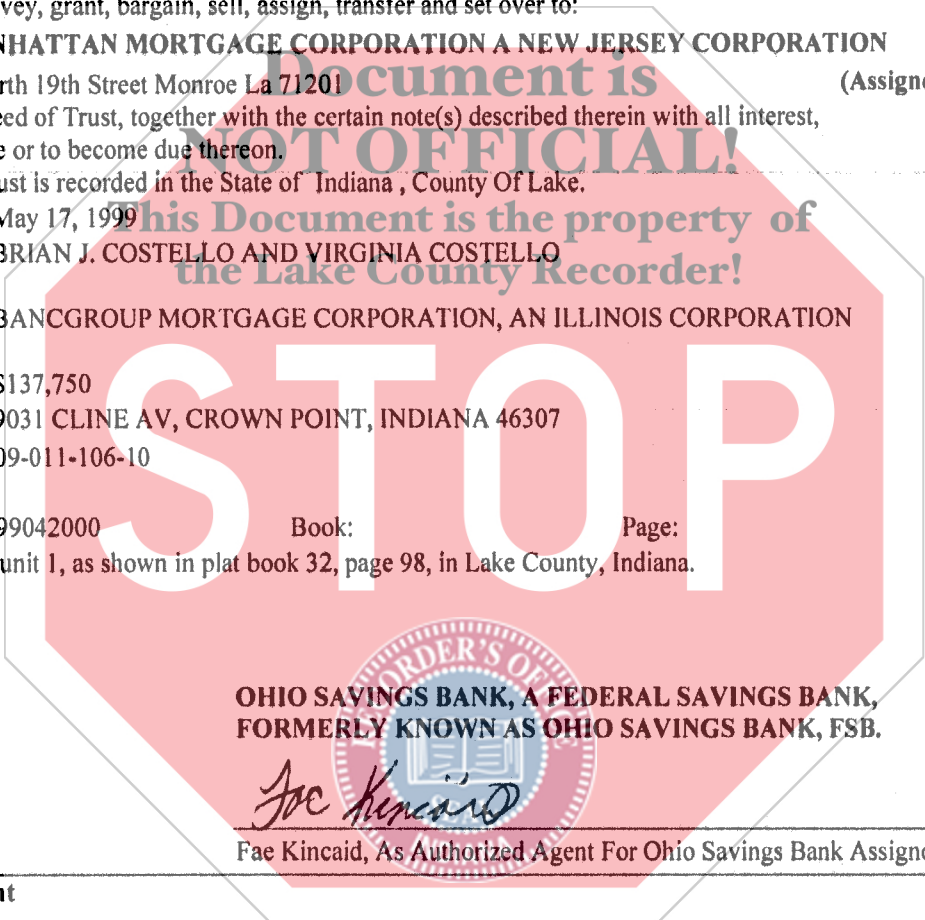 vey, grant, bargain, sell, assign, transfer and set over to:
NHATTAN MORTGAGE CORPORATION A NEW JERSEY CORPORATION
rth 19th Street Monroe La 71201 (Assigne
Document is
eed of Trust, together with the certain note(s) described therein with all interest,
e or to become due thereon.
NOT OFFICIAL!
ust is recorded in the State of Indiana , County Of Lake.
May 17, 1999
This Document is the property of
BRIAN J. COSTELLO AND VIRGINIA COSTELLO
the Lake County Recorder!
BANCGROUP MORTGAGE CORPORATION, AN ILLINOIS CORPORATION
$137,750
9031 CLINE AV, CROWN POINT, INDIANA 46307
09-011-106-10
STOP
99042000 Book: Page:
unit 1, as shown in plat book 32, page 98, in Lake County, Indiana.
RECORDER'S OFFICE
OHIO SAVINGS BANK, A FEDERAL SAVINGS BANK,
FORMERLY KNOWN AS OHIO SAVINGS BANK, FSB.
Fae Kincaid
SEAL
INDIANA
Fae Kincaid, As Authorized Agent For Ohio Savings Bank Assigno
nt